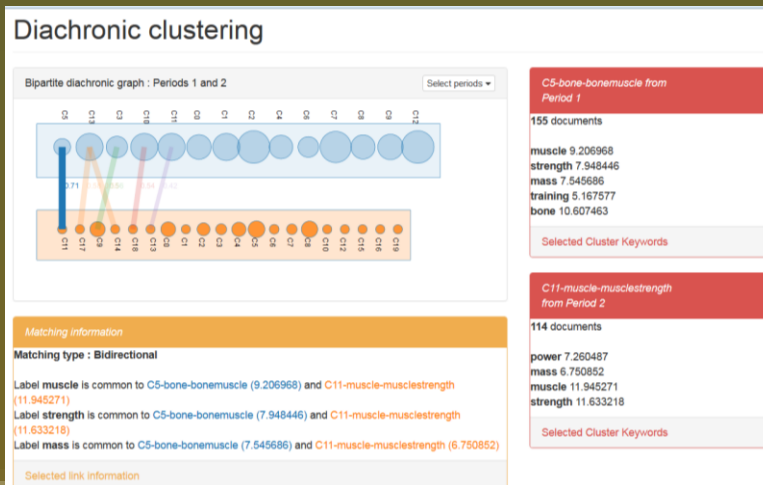 Diachronic clustering
Bipartite diachronic graph : Periods 1 and 2
Select periods
C5 C13 C3 C18 C11 C0 C1 C2 C4 C6 C7 C8 C9 C12
0.71
C11 C17 C9 C14 C18 C13 C0 C1 C2 C3 C4 C5 C6 C7 C8 C10 C12 C15 C16 C19
Matching information
Matching type : Bidirectional
Label muscle is common to C5-bone-bonemuscle (9.206968) and C11-muscle-musclestrength
(11.945271)
Label strength is common to C5-bone-bonemuscle (7.948446) and C11-muscle-musclestrength
(11.633218)
Label mass is common to C5-bone-bonemuscle (7.545686) and C11-muscle-musclestrength (6.750852)
Selected link information
C5-bone-bonemuscle from
Period 1
155 documents
muscle 9.206968
strength 7.948446
mass 7.545686
training 5.167577
bone 10.607463
Selected Cluster Keywords
C11-muscle-musclestrength
from Period 2
114 documents
power 7.260487
mass 6.750852
muscle 11.945271
strength 11.633218
Selected Cluster Keywords